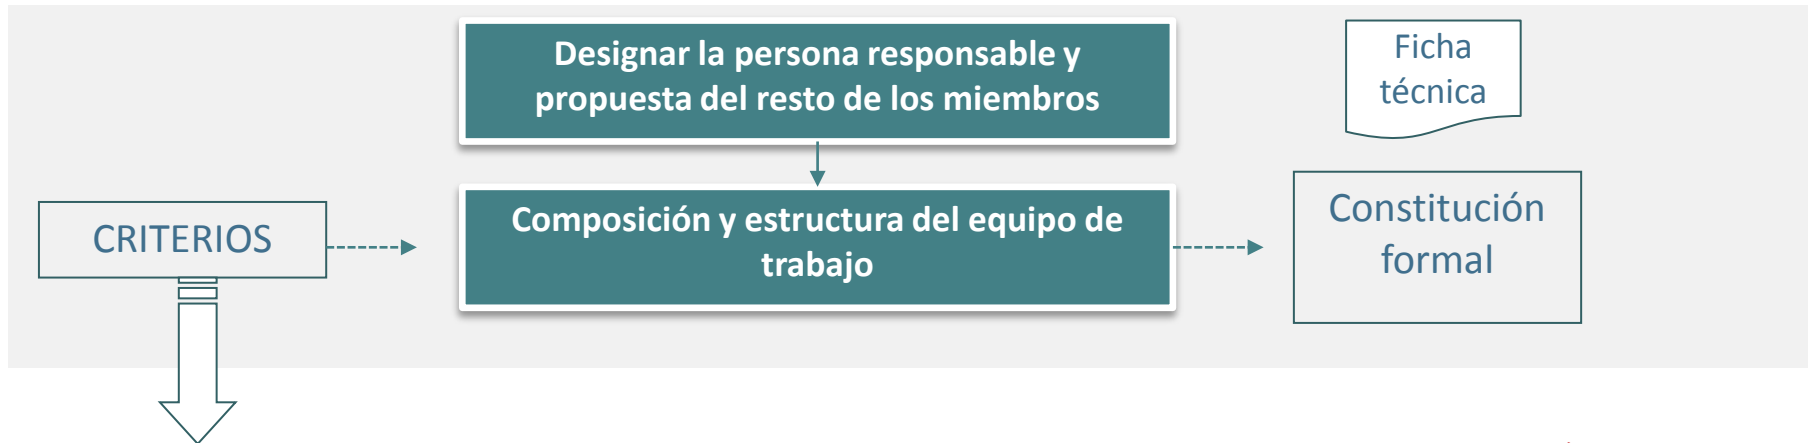 Designar la persona responsable y
propuesta del resto de los miembros
Ficha
técnica
CRITERIOS
Composición y estructura del equipo de
trabajo
Constitución
formal